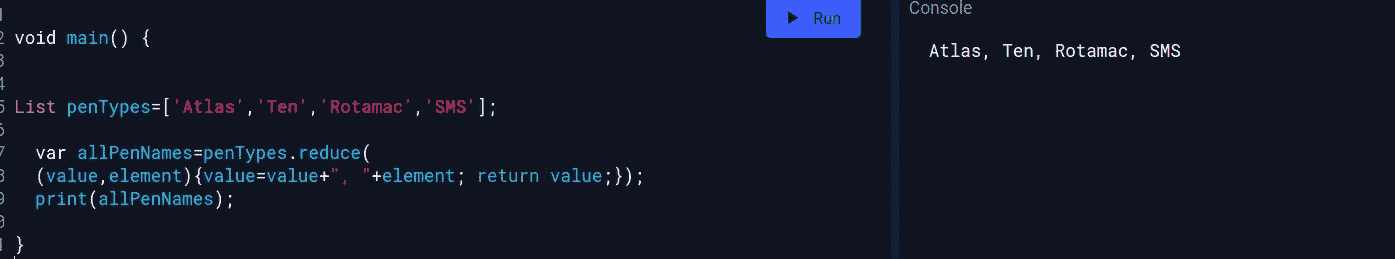 Run
Console
1
2 void main() {
3
4
5 List penTypes=['Atlas','Ten','Rotamac','SMS'];
6
7 var allPenNames=penTypes.reduce(
8 (value,element){value=value+", "+element; return value;});
9 print(allPenNames);
0
1 }
Atlas, Ten, Rotamac, SMS